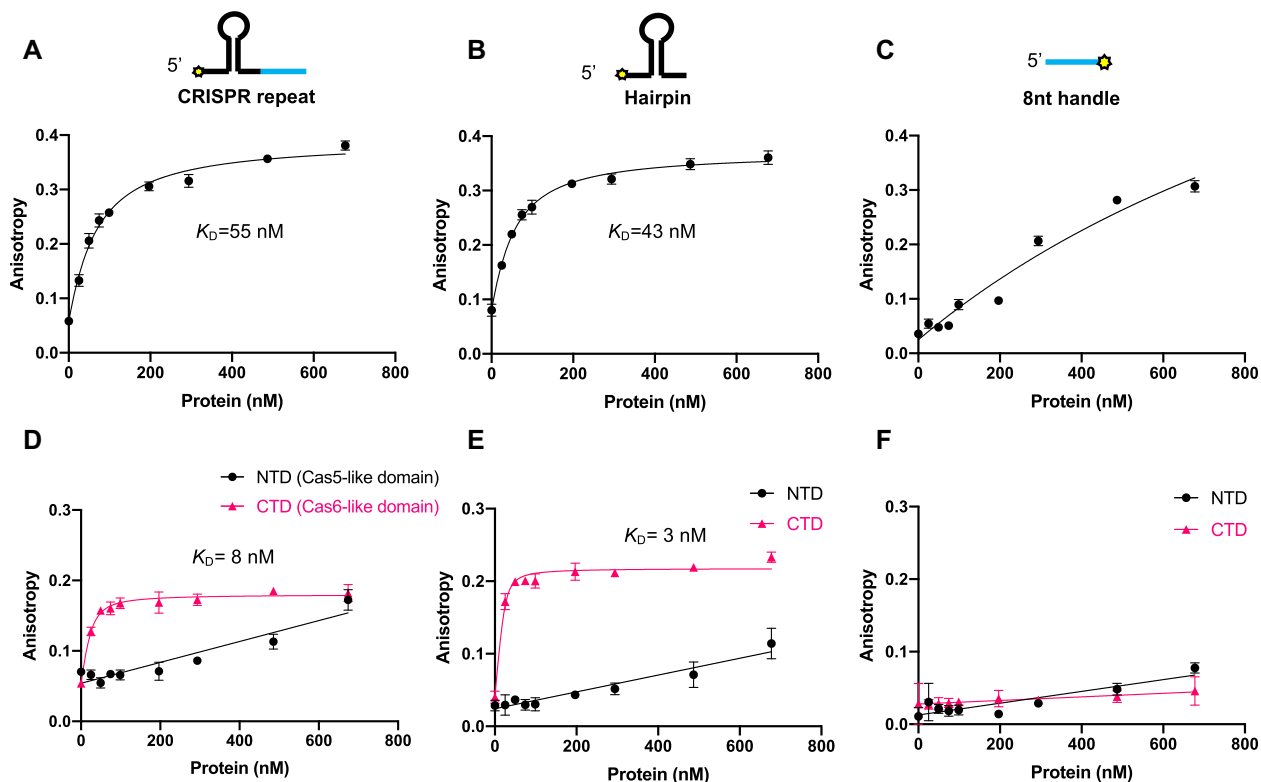 A
5’
CRISPR repeat
0.4
0.3
0.2
0.1
0.0
Anisotropy
K_D=55 nM
0
200
400
600
800
Protein (nM)
B
5’
Hairpin
0.4
0.3
0.2
0.1
0.0
Anisotropy
K_D=43 nM
0
200
400
600
800
Protein (nM)
C
5’
8nt handle
0.4
0.3
0.2
0.1
0.0
Anisotropy
0
200
400
600
800
Protein (nM)
D
NTD (Cas5-like domain)
CTD (Cas6-like domain)
0.3
0.2
0.1
0.0
Anisotropy
K_D= 8 nM
0
200
400
600
800
Protein (nM)
E
NTD
CTD
0.3
0.2
0.1
0.0
Anisotropy
K_D= 3 nM
0
200
400
600
800
Protein (nM)
F
NTD
CTD
0.3
0.2
0.1
0.0
Anisotropy
0
200
400
600
800
Protein (nM)